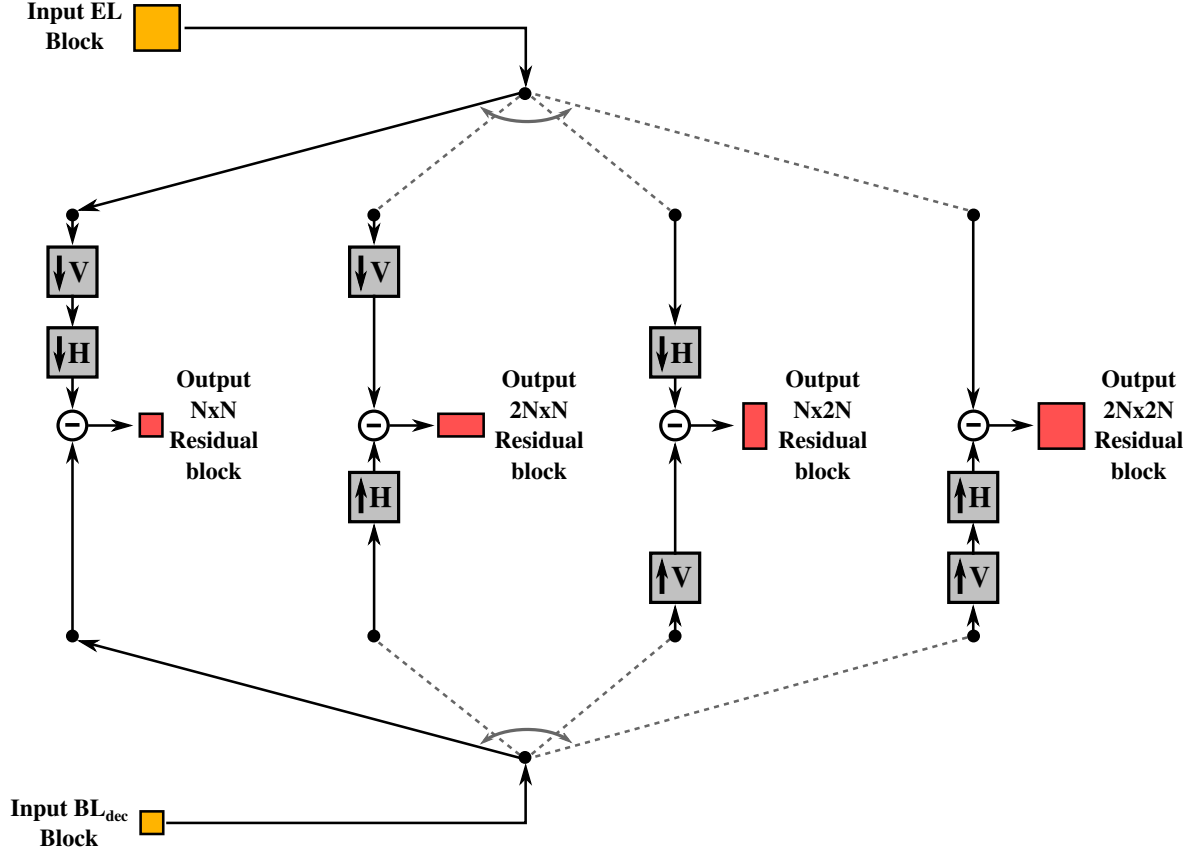 Input EL
Block
V
V
H
H
Output
NxN
Residual
block
Output
2NxN
Residual
block
Output
Nx2N
Residual
block
Output
2Nx2N
Residual
block
−
−
−
−
H
H
V
V
Input BLdec
Block